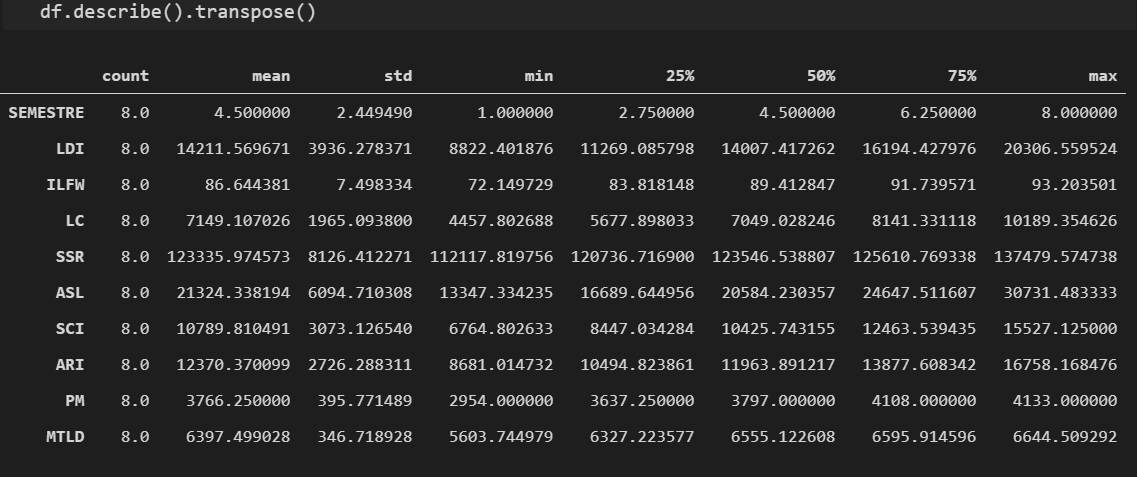 df.describe().transpose()
count mean std min 25% 50% 75% max
SEMESTRE 8.0 4.500000 2.449490 1.000000 2.750000 4.500000 6.250000 8.000000
LDI 8.0 14211.569671 3936.278371 8822.401876 11269.085798 14007.417262 16194.427976 20306.559524
ILFW 8.0 86.644381 7.498334 72.149729 83.818148 89.412847 91.739571 93.203501
LC 8.0 7149.107026 1965.093800 4457.802688 5677.898033 7049.028246 8141.331118 10189.354626
SSR 8.0 123335.974573 8126.412271 112117.819756 120736.716900 123546.538807 125610.769338 137479.574738
ASL 8.0 21324.338194 6094.710308 13347.334235 16689.644956 20584.230357 24647.511607 30731.483333
SCI 8.0 10789.810491 3073.126540 6764.802633 8447.034284 10425.743155 12463.539435 15527.125000
ARI 8.0 12370.370099 2726.288311 8681.014732 10494.823861 11963.891217 13877.608342 16758.168476
PM 8.0 3766.250000 395.771489 2954.000000 3637.250000 3797.000000 4108.000000 4133.000000
MTLD 8.0 6397.499028 346.718928 5603.744979 6327.223577 6555.122608 6595.914596 6644.509292